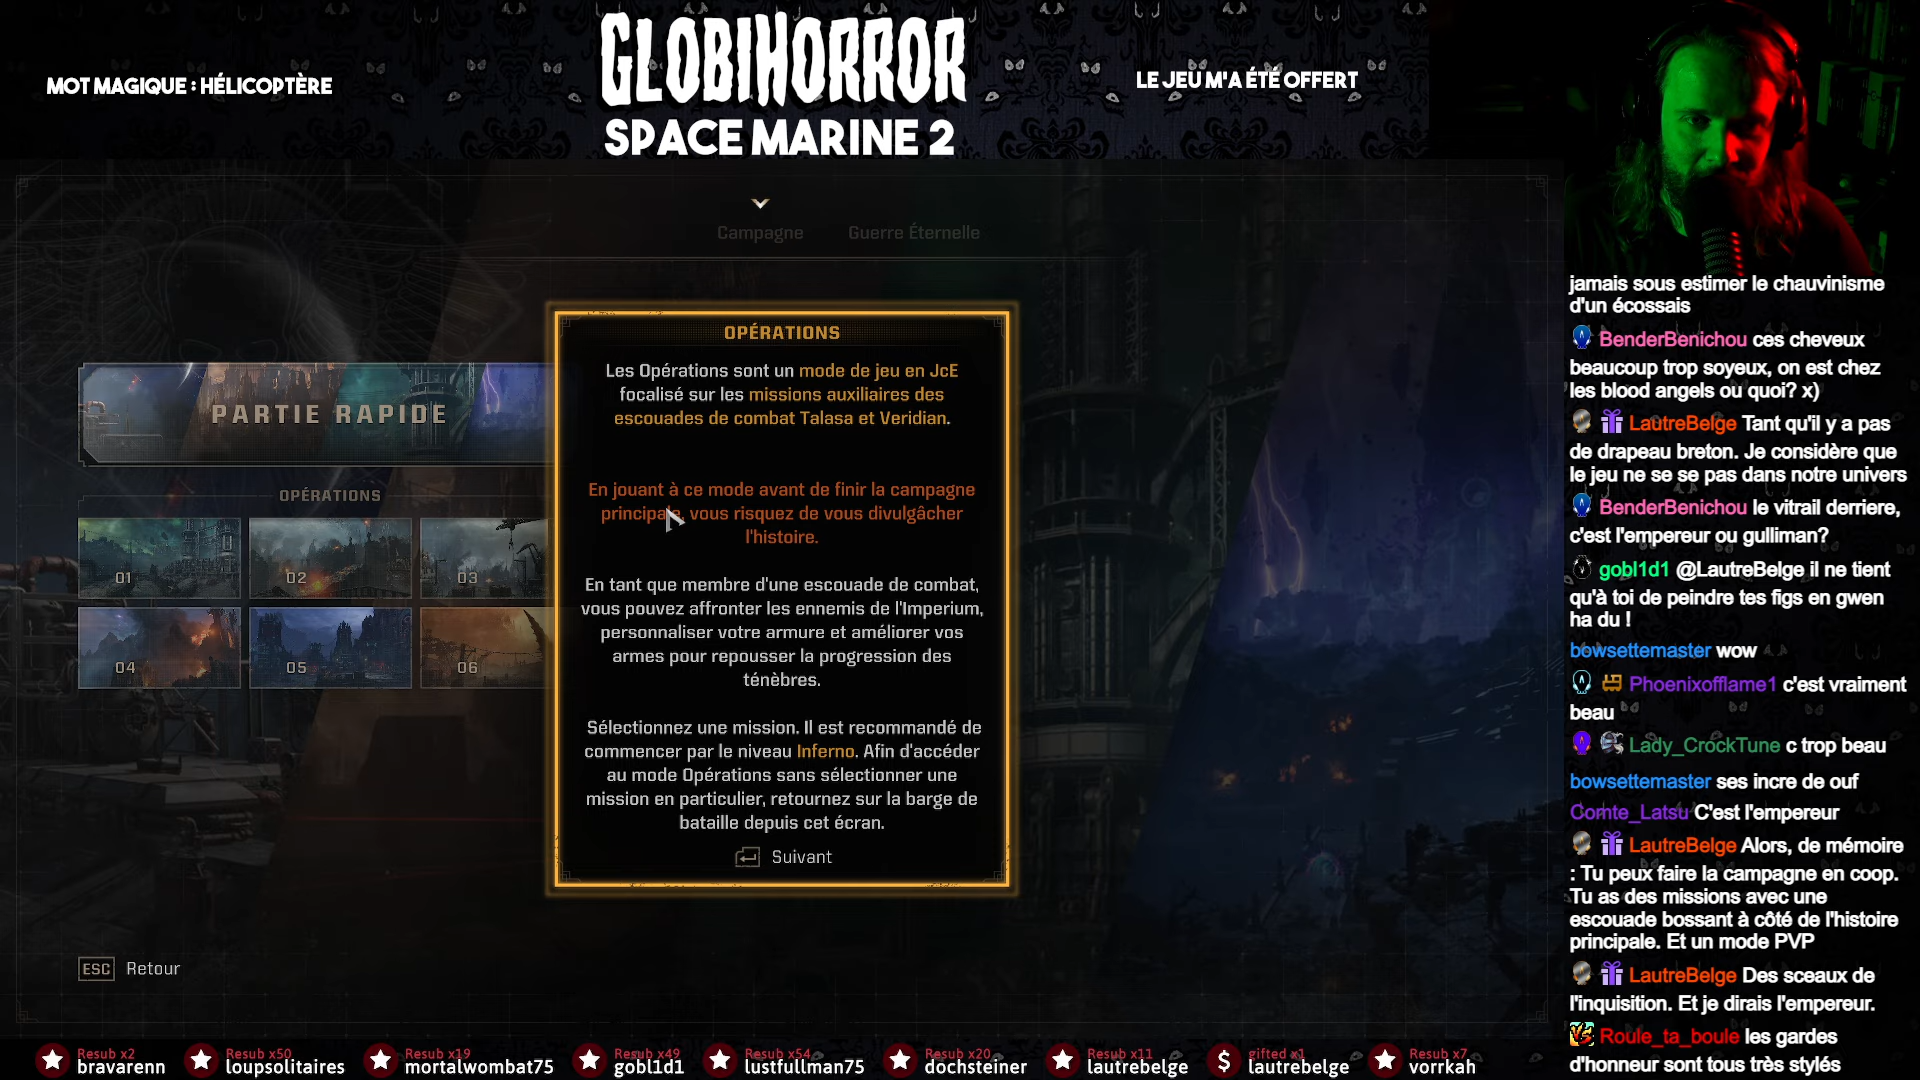 MOT MAGIQUE : HÉLICOPTÈRE
GLOBIHORROR
SPACE MARINE 2
LE JEU M'A ÉTÉ OFFERT
Campagne
Guerre Éternelle
PARTIE RAPIDE
OPÉRATIONS
01
02
03
04
05
06
OPÉRATIONS
Les Opérations sont un mode de jeu en JcE
focalisé sur les missions auxiliaires des
escouades de combat Talasa et Veridian.
En jouant à ce mode avant de finir la campagne
principale, vous risquez de vous divulgâcher
l'histoire.
En tant que membre d'une escouade de combat,
vous pouvez affronter les ennemis de l'Imperium,
personnaliser votre armure et améliorer vos
armes pour repousser la progression des
ténèbres.
Sélectionnez une mission. Il est recommandé de
commencer par le niveau Inferno. Afin d'accéder
au mode Opérations sans sélectionner une
mission en particulier, retournez sur la barge de
bataille depuis cet écran.
Suivant
ESC Retour
jamais sous estimer le chauvinisme
d'un écossais
BenderBenichou ces cheveux
beaucoup trop soyeux, on est chez
les blood angels ou quoi? x)
LautreBelge Tant qu'il y a pas
de drapeau breton. Je considère que
le jeu ne se se pas dans notre univers
BenderBenichou le vitrail derriere,
c'est l'empereur ou gulliman?
gobl1d1 @LautreBelge il ne tient
qu'à toi de peindre tes figs en gwen
ha du !
bowsettemaster wow
Phoenixofflame1 c'est vraiment
beau
Lady_CrockTune c trop beau
bowsettemaster ses incre de ouf
Comte_Latsu C'est l'empereur
LautreBelge Alors, de mémoire
: Tu peux faire la campagne en coop.
Tu as des missions avec une
escouade bossant à côté de l'histoire
principale. Et un mode PVP
LautreBelge Des sceaux de
l'inquisition. Et je dirais l'empereur.
Roule_ta_boule les gardes
d'honneur sont tous très stylés
Resub x2
bravarenn
Resub x50
loupsolitaires
Resub x19
mortalwombat75
Resub x49
gobl1d1
Resub x54
lustfullman75
Resub x20
dochsteiner
Resub x11
lautrebelge
gifted x1
lautrebelge
Resub x7
vorrkah